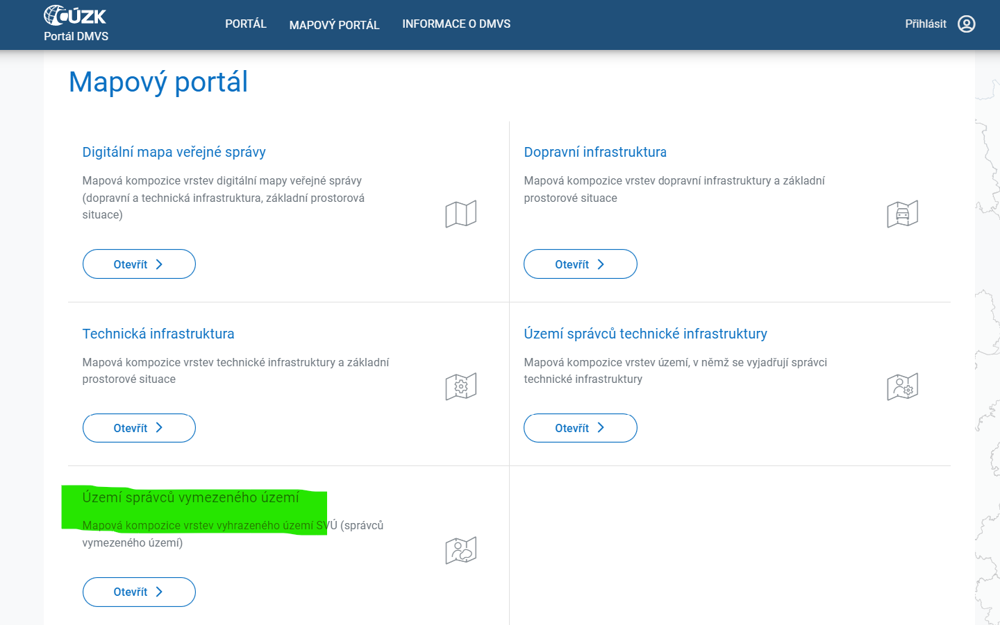 ČÚZK
Portál DMVS
PORTÁL
MAPOVÝ PORTÁL
INFORMACE O DMVS
Přihlásit
Mapový portál
Digitální mapa veřejné správy
Mapová kompozice vrstev digitální mapy veřejné správy
(dopravní a technická infrastruktura, základní prostorová
situace)
Otevřít
Dopravní infrastruktura
Mapová kompozice vrstev dopravní infrastruktury a základní
prostorové situace
Otevřít
Technická infrastruktura
Mapová kompozice vrstev technické infrastruktury a základní
prostorové situace
Otevřít
Území správců technické infrastruktury
Mapová kompozice vrstev území, v němž se vyjadřují správci
technické infrastruktury
Otevřít
Území správců vymezeného území
Mapová kompozice vrstev vyhrazeného území SVÚ (správců
vymezeného území)
Otevřít